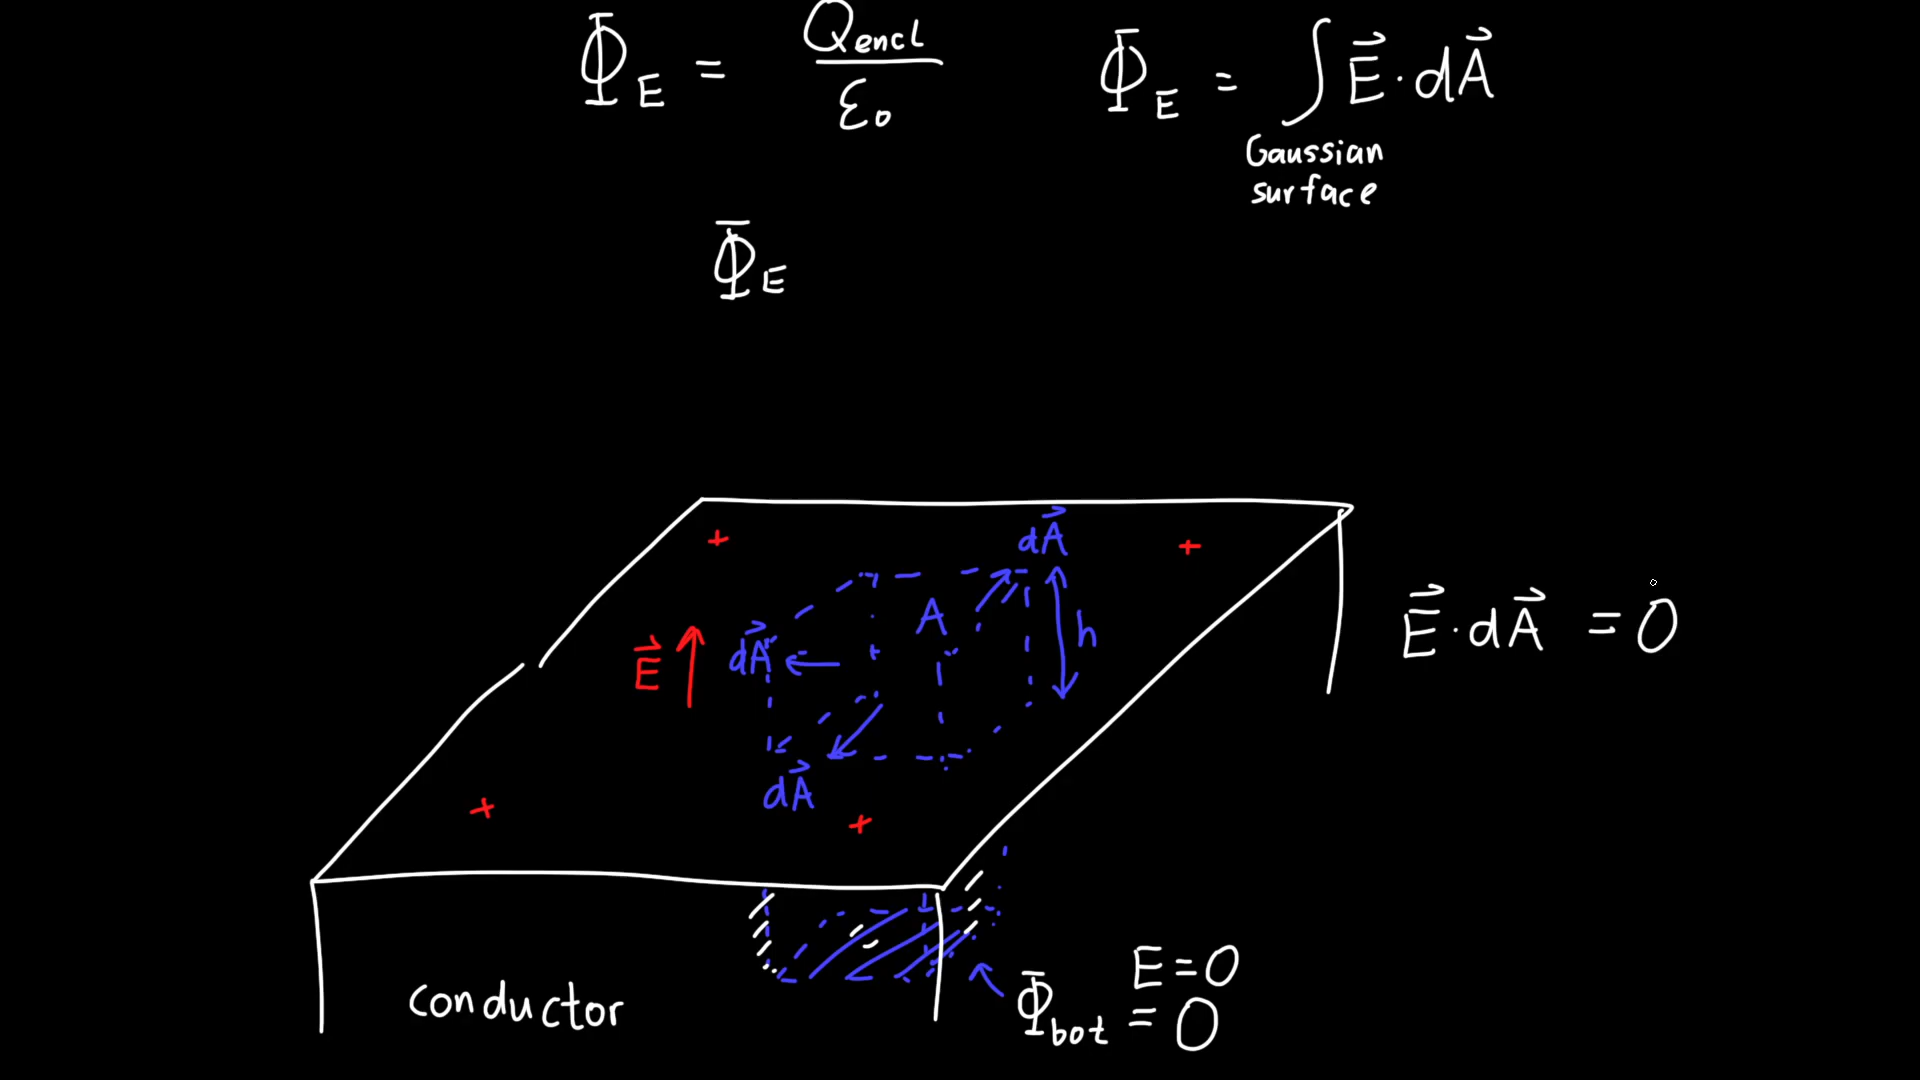 Φ_E = Q_encl / ε₀
Φ_E = ∫ E⃗ · dA⃗
Gaussian
surface
Φ_E
+ +
dA⃗
A
h
E⃗
dA⃗
E⃗ · dA⃗ = 0
dA⃗
+ +
conductor
E = 0
Φ_bot = 0